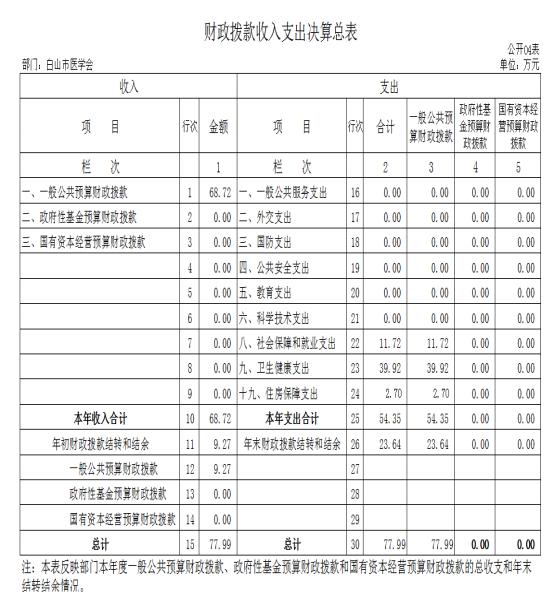 财政拨款收入支出决算总表
公开04表
部门：白山市医学会 单位：万元
收入 支出
项 目 行次 金额 项 目 行次 合计 一般公共预算财政拨款 政府性基金预算财政拨款 国有资本经营预算财政拨款
栏 次 1 栏 次 2 3 4 5
一、一般公共预算财政拨款 1 68.72 一、一般公共服务支出 16 0.00 0.00 0.00 0.00
二、政府性基金预算财政拨款 2 0.00 二、外交支出 17 0.00 0.00 0.00 0.00
三、国有资本经营预算财政拨款 3 0.00 三、国防支出 18 0.00 0.00 0.00 0.00
4 0.00 四、公共安全支出 19 0.00 0.00 0.00 0.00
5 0.00 五、教育支出 20 0.00 0.00 0.00 0.00
6 0.00 六、科学技术支出 21 0.00 0.00 0.00 0.00
7 0.00 八、社会保障和就业支出 22 11.72 11.72 0.00 0.00
8 0.00 九、卫生健康支出 23 39.92 39.92 0.00 0.00
9 0.00 十九、住房保障支出 24 2.70 2.70 0.00 0.00
本年收入合计 10 68.72 本年支出合计 25 54.35 54.35 0.00 0.00
年初财政拨款结转和结余 11 9.27 年末财政拨款结转和结余 26 23.64 23.64 0.00 0.00
一般公共预算财政拨款 12 9.27 27
政府性基金预算财政拨款 13 0.00 28
国有资本经营预算财政拨款 14 0.00 29
总计 15 77.99 总计 30 77.99 77.99 0.00 0.00
注：本表反映部门本年度一般公共预算财政拨款、政府性基金预算财政拨款和国有资本经营预算财政拨款的总收支和年末
结转结余情况。